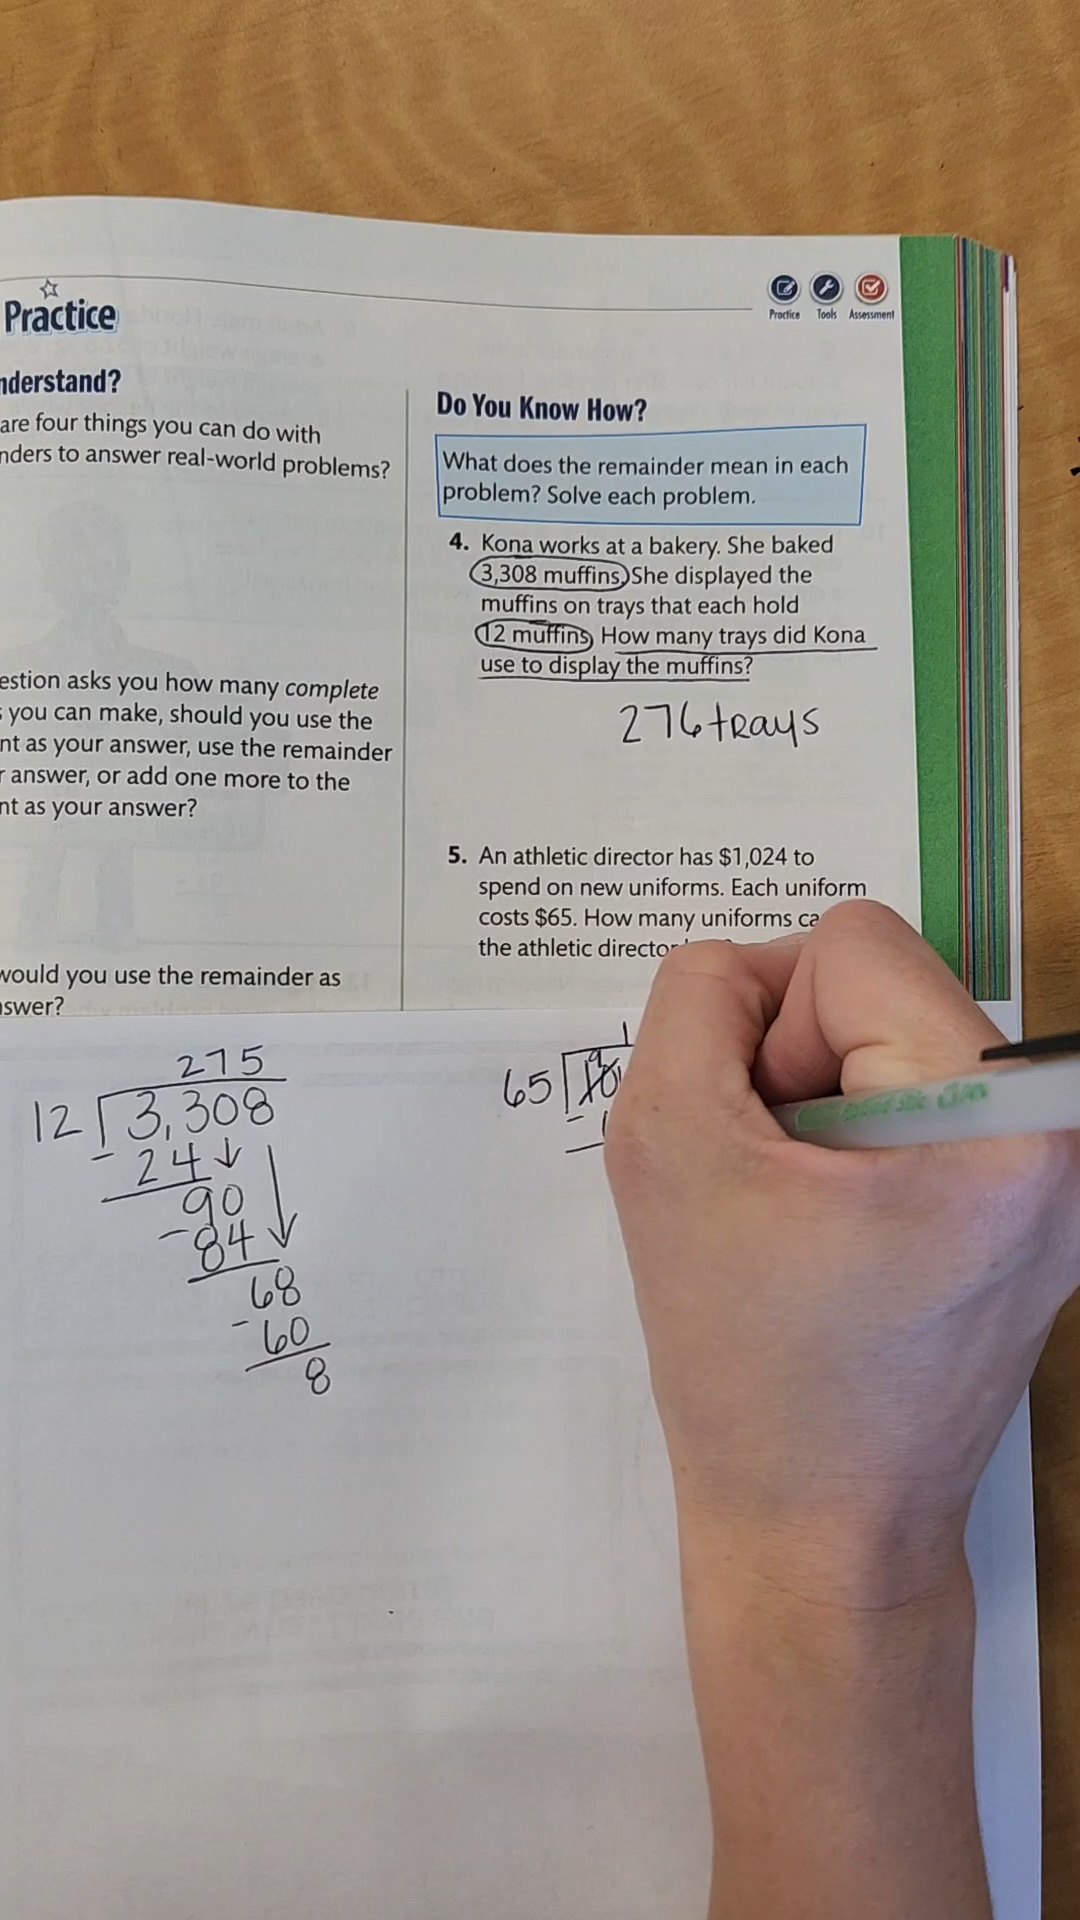 Practice
Practice Tools Assessment
nderstand?
are four things you can do with
nders to answer real-world problems?
estion asks you how many complete
you can make, should you use the
nt as your answer, use the remainder
r answer, or add one more to the
nt as your answer?
would you use the remainder as
swer?
Do You Know How?
What does the remainder mean in each
problem? Solve each problem.
4. Kona works at a bakery. She baked
3,308 muffins. She displayed the
muffins on trays that each hold
12 muffins. How many trays did Kona
use to display the muffins?
276 trays
5. An athletic director has $1,024 to
spend on new uniforms. Each uniform
costs $65. How many uniforms ca
the athletic director
275
12 3,308
- 24
90
- 84
68
- 60
8
1
9
65 10
-